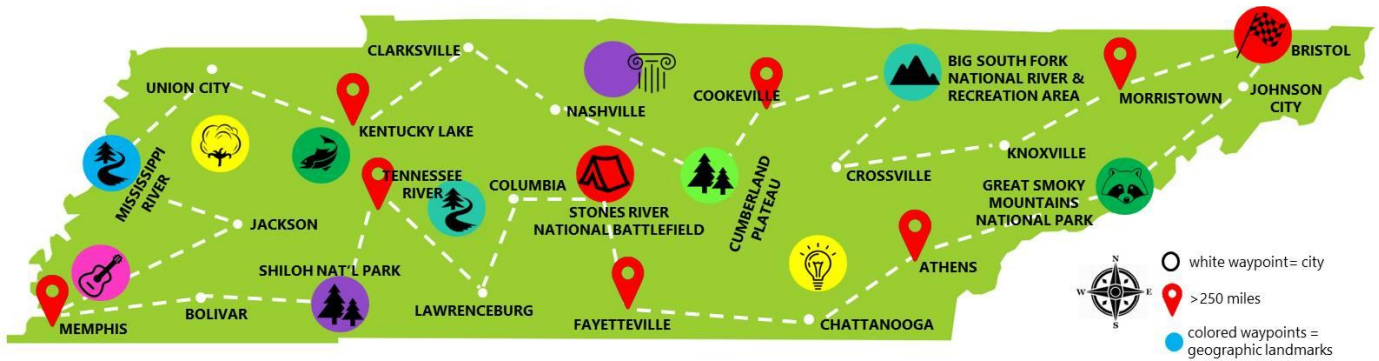 CLARKSVILLE
UNION CITY
KENTUCKY LAKE
NASHVILLE
COOKEVILLE
BIG SOUTH FORK
NATIONAL RIVER &
RECREATION AREA
MORRISTOWN
BRISTOL
JOHNSON
CITY
MISSISSIPPI
RIVER
TENNESSEE
RIVER
COLUMBIA
STONES RIVER
NATIONAL BATTLEFIELD
CUMBERLAND
PLATEAU
CROSSVILLE
KNOXVILLE
GREAT SMOKY
MOUNTAINS
NATIONAL PARK
JACKSON
SHILOH NAT'L PARK
MEMPHIS
BOLIVAR
LAWRENCEBURG
FAYETTEVILLE
CHATTANOOGA
ATHENS
N
W E
S
white waypoint= city
>250 miles
colored waypoints =
geographic landmarks